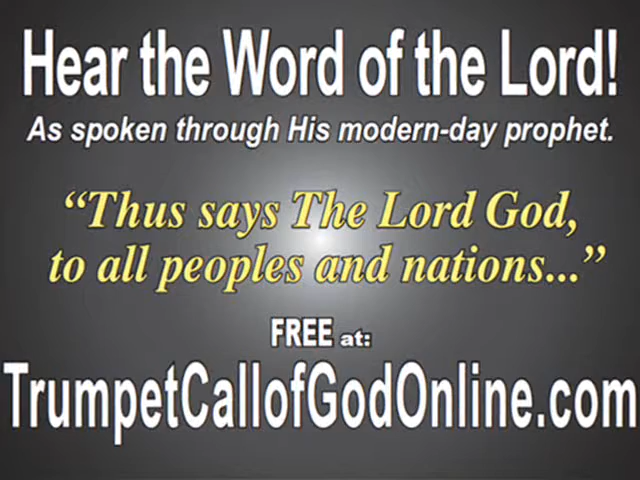 Hear the Word of the Lord!
As spoken through His modern-day prophet.
“Thus says The Lord God,
to all peoples and nations...”
FREE at:
TrumpetCallofGodOnline.com